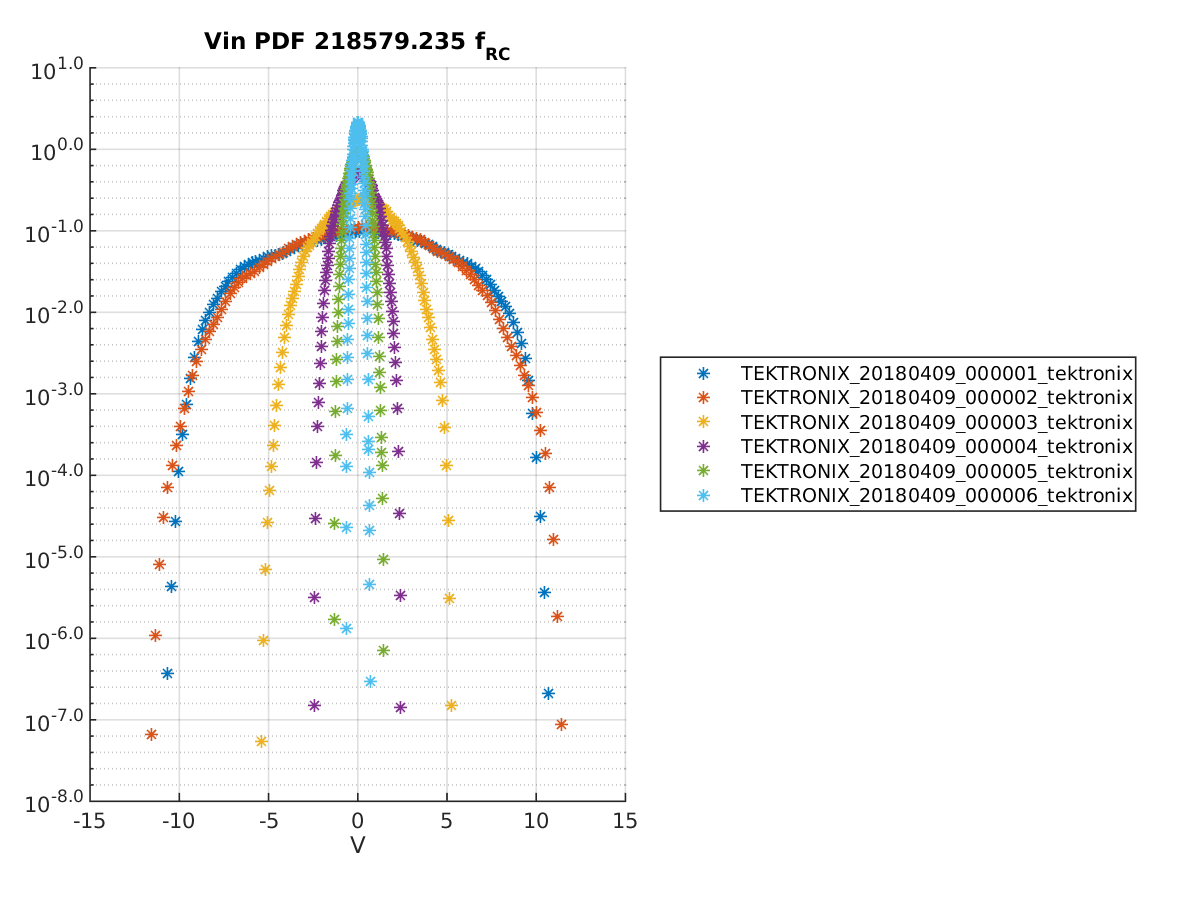 Vin PDF 218579.235 f_RC
10^1.0
10^0.0
10^-1.0
10^-2.0
10^-3.0
10^-4.0
10^-5.0
10^-6.0
10^-7.0
10^-8.0
-15 -10 -5 0 5 10 15
V
TEKTRONIX_20180409_000001_tektronix
TEKTRONIX_20180409_000002_tektronix
TEKTRONIX_20180409_000003_tektronix
TEKTRONIX_20180409_000004_tektronix
TEKTRONIX_20180409_000005_tektronix
TEKTRONIX_20180409_000006_tektronix